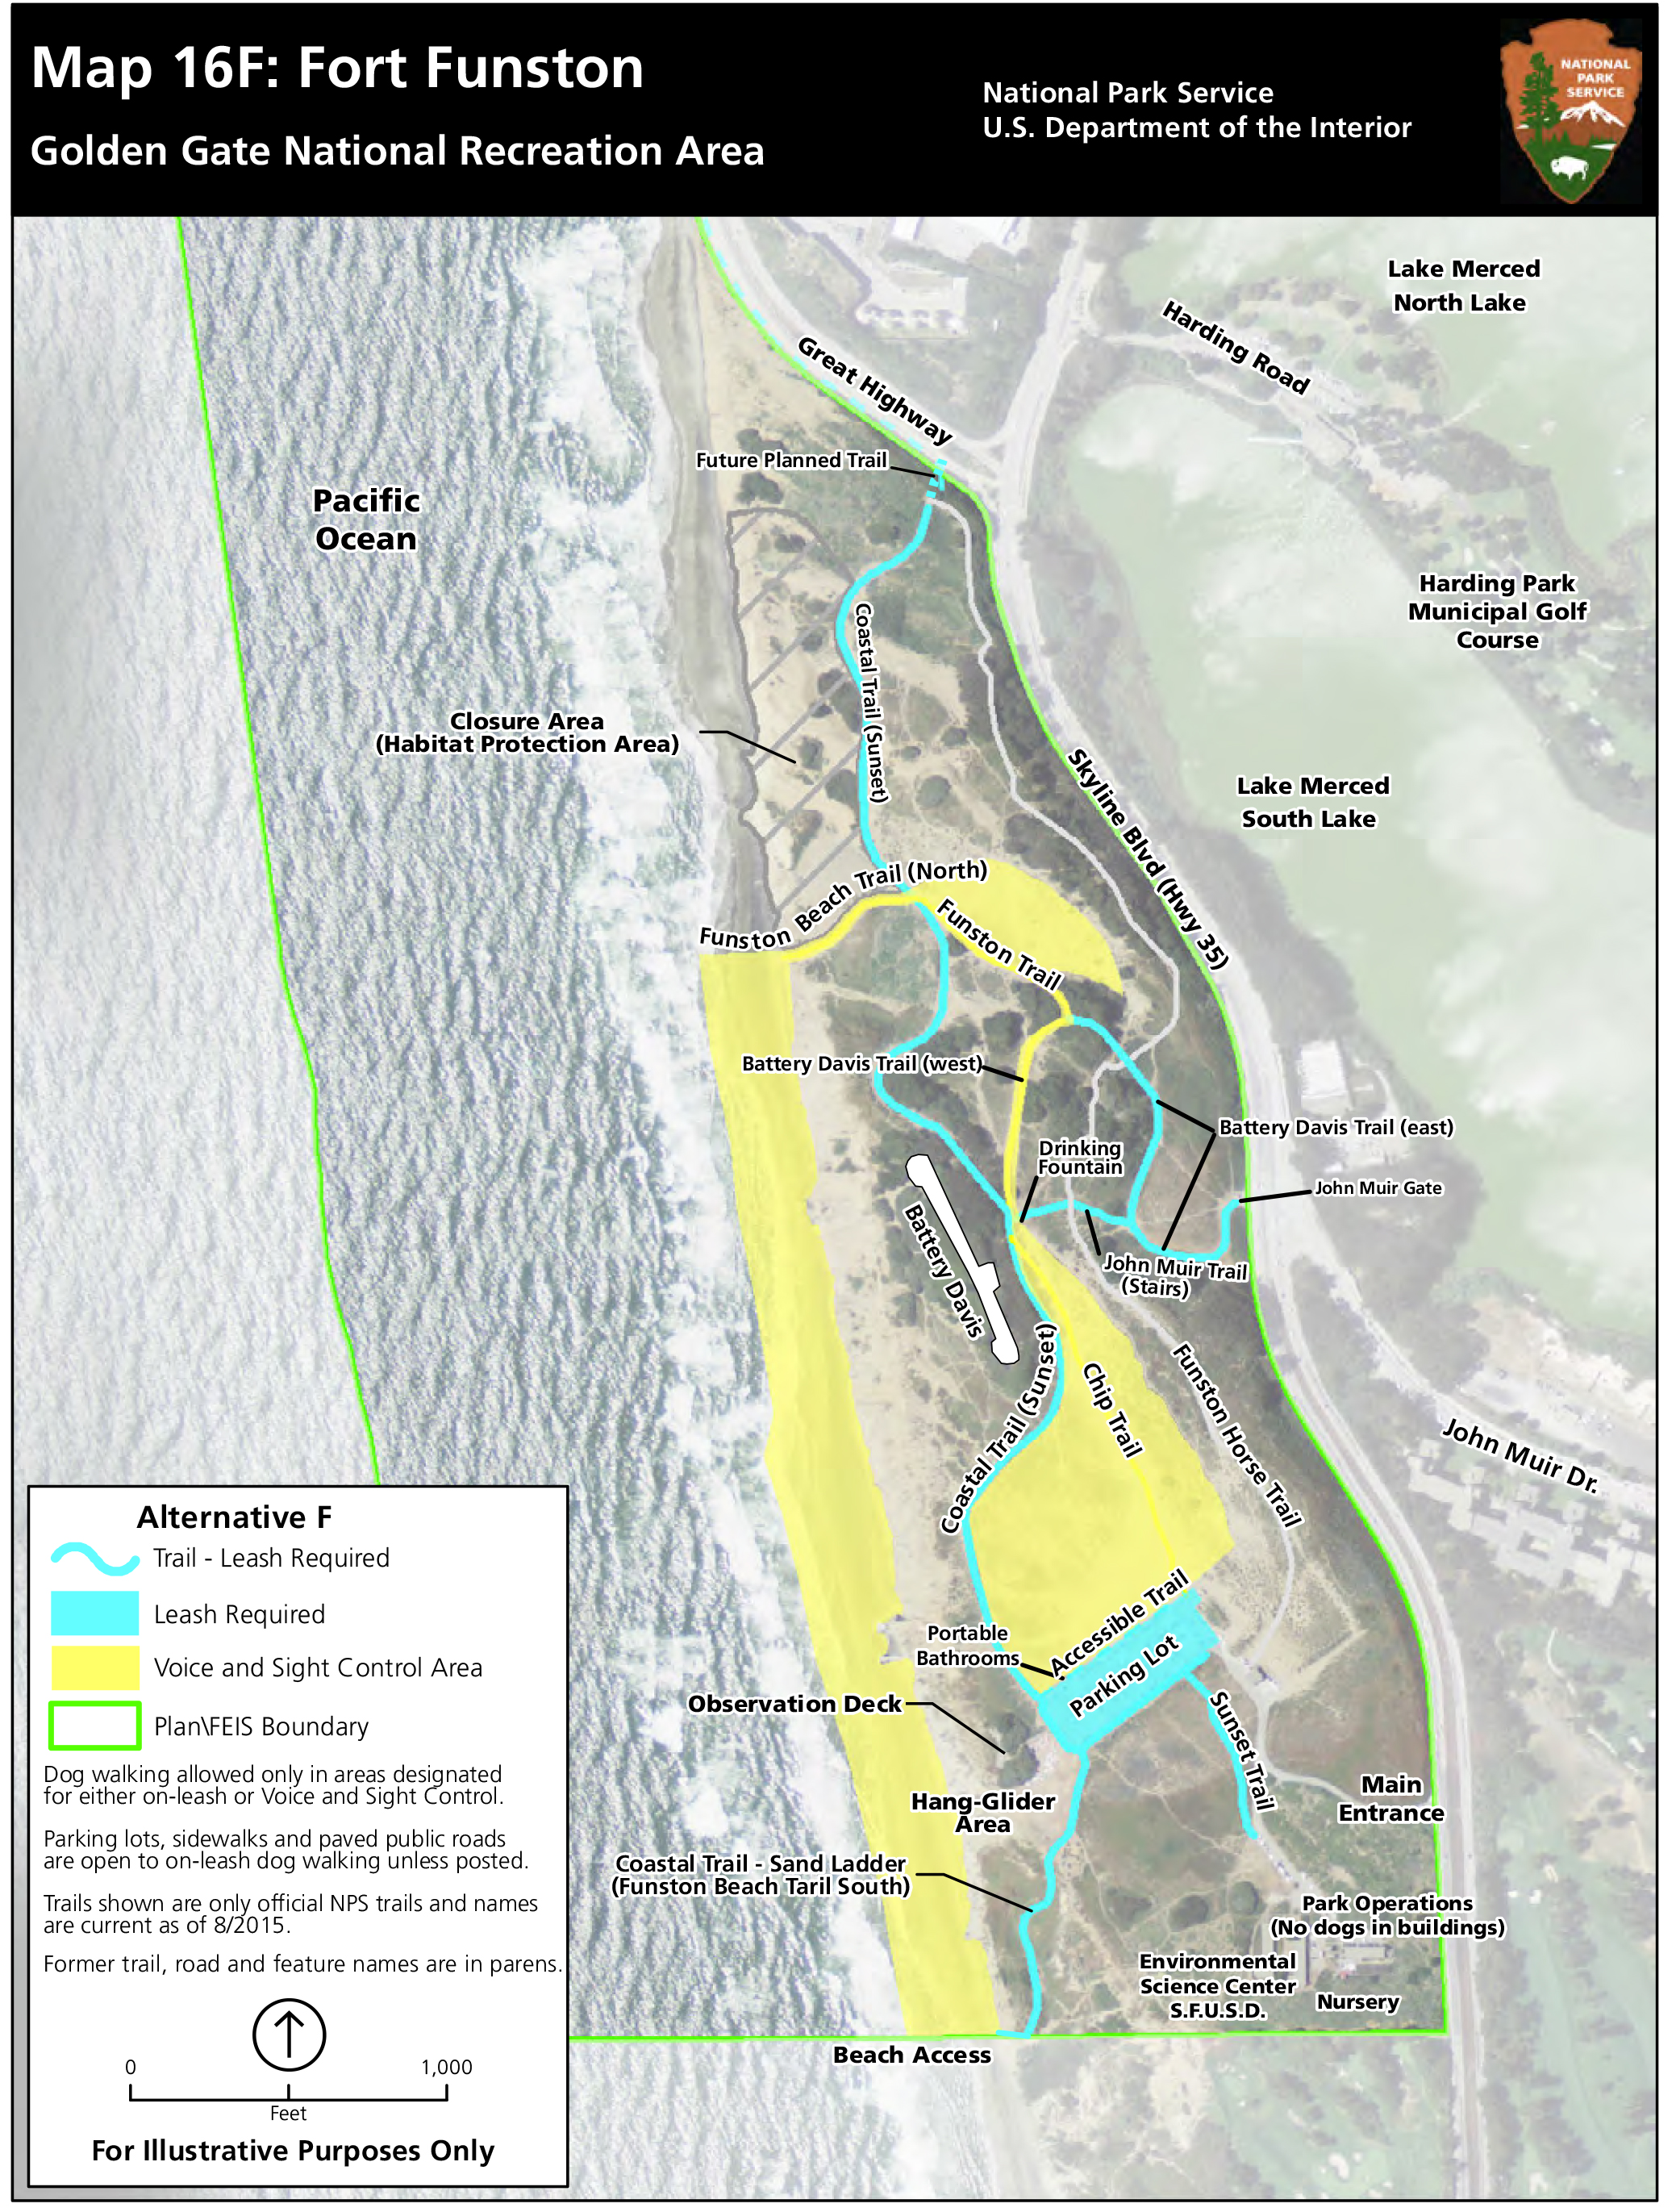 Map 16F: Fort Funston
Golden Gate National Recreation Area
National Park Service
U.S. Department of the Interior
NATIONAL
PARK
SERVICE
Lake Merced
North Lake
Harding Road
Great Highway
Future Planned Trail
Pacific
Ocean
Harding Park
Municipal Golf
Course
Coastal Trail (Sunset)
Closure Area
(Habitat Protection Area)
Skyline Blvd (Hwy 35)
Lake Merced
South Lake
Funston Beach Trail (North)
Funston Trail
Battery Davis Trail (west)
Battery Davis Trail (east)
Drinking
Fountain
John Muir Gate
Battery Davis
John Muir Trail
(Stairs)
Coastal Trail (Sunset)
Chip Trail
Funston Horse Trail
John Muir Dr.
Accessible Trail
Portable
Bathrooms
Parking Lot
Observation Deck
Sunset Trail
Main
Entrance
Hang-Glider
Area
Coastal Trail - Sand Ladder
(Funston Beach Taril South)
Park Operations
(No dogs in buildings)
Environmental
Science Center
S.F.U.S.D.
Nursery
Beach Access
Alternative F
Trail - Leash Required
Leash Required
Voice and Sight Control Area
Plan\FEIS Boundary
Dog walking allowed only in areas designated
for either on-leash or Voice and Sight Control.
Parking lots, sidewalks and paved public roads
are open to on-leash dog walking unless posted.
Trails shown are only official NPS trails and names
are current as of 8/2015.
Former trail, road and feature names are in parens.
0 1,000
Feet
For Illustrative Purposes Only